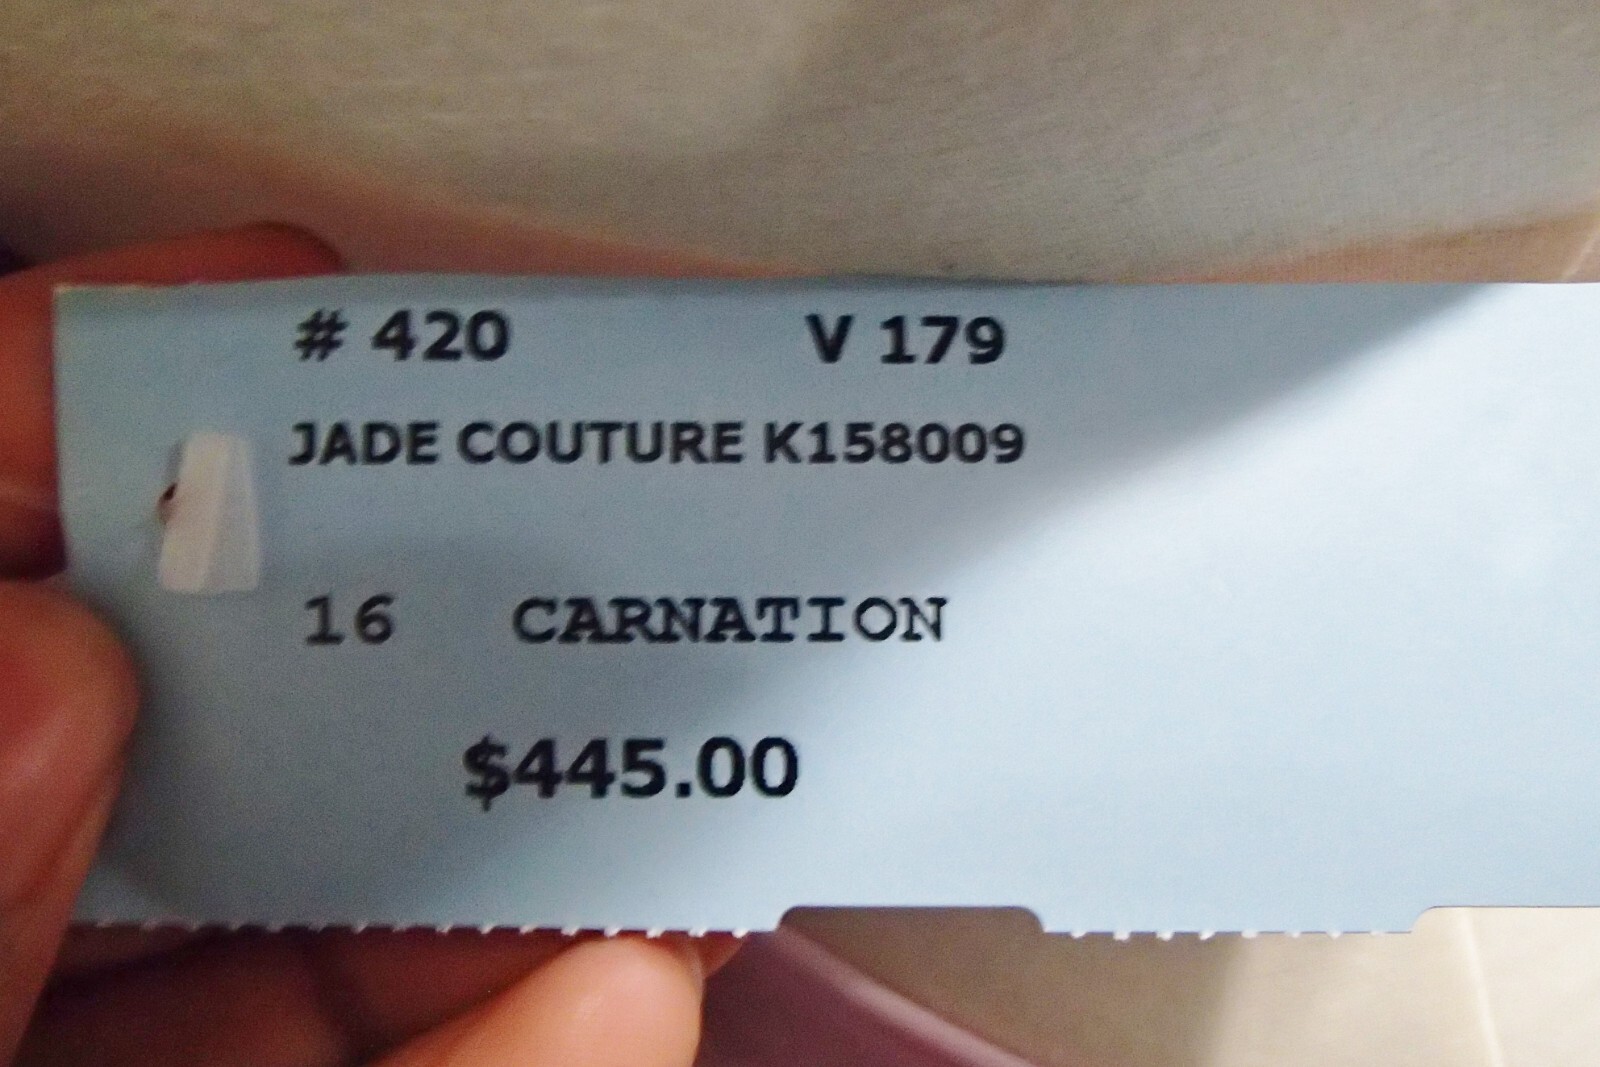 # 420 V 179
JADE COUTURE K158009
16 CARNATION
$445.00